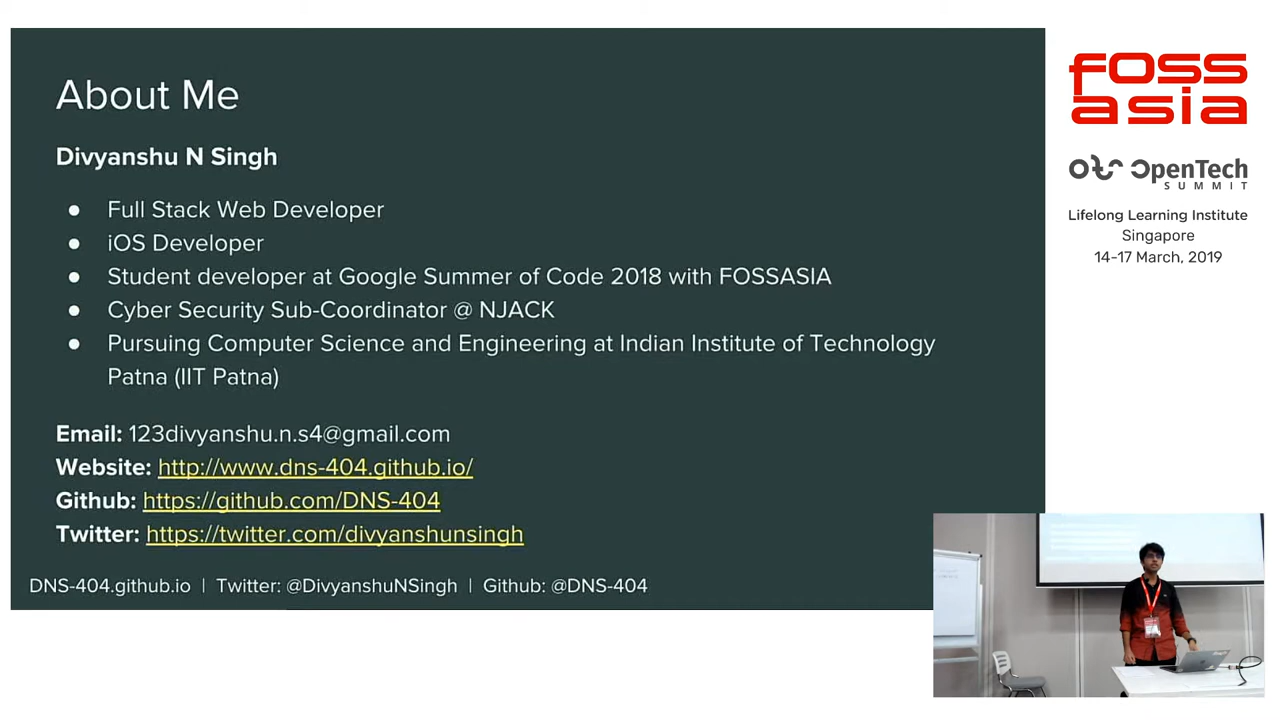 About Me
Divyanshu N Singh
● Full Stack Web Developer
● iOS Developer
● Student developer at Google Summer of Code 2018 with FOSSASIA
● Cyber Security Sub-Coordinator @ NJACK
● Pursuing Computer Science and Engineering at Indian Institute of Technology
Patna (IIT Patna)
Email: 123divyanshu.n.s4@gmail.com
Website: http://www.dns-404.github.io/
Github: https://github.com/DNS-404
Twitter: https://twitter.com/divyanshunsingh
DNS-404.github.io | Twitter: @DivyanshuNSingh | Github: @DNS-404
foss
asia
OpenTech
SUMMIT
Lifelong Learning Institute
Singapore
14-17 March, 2019